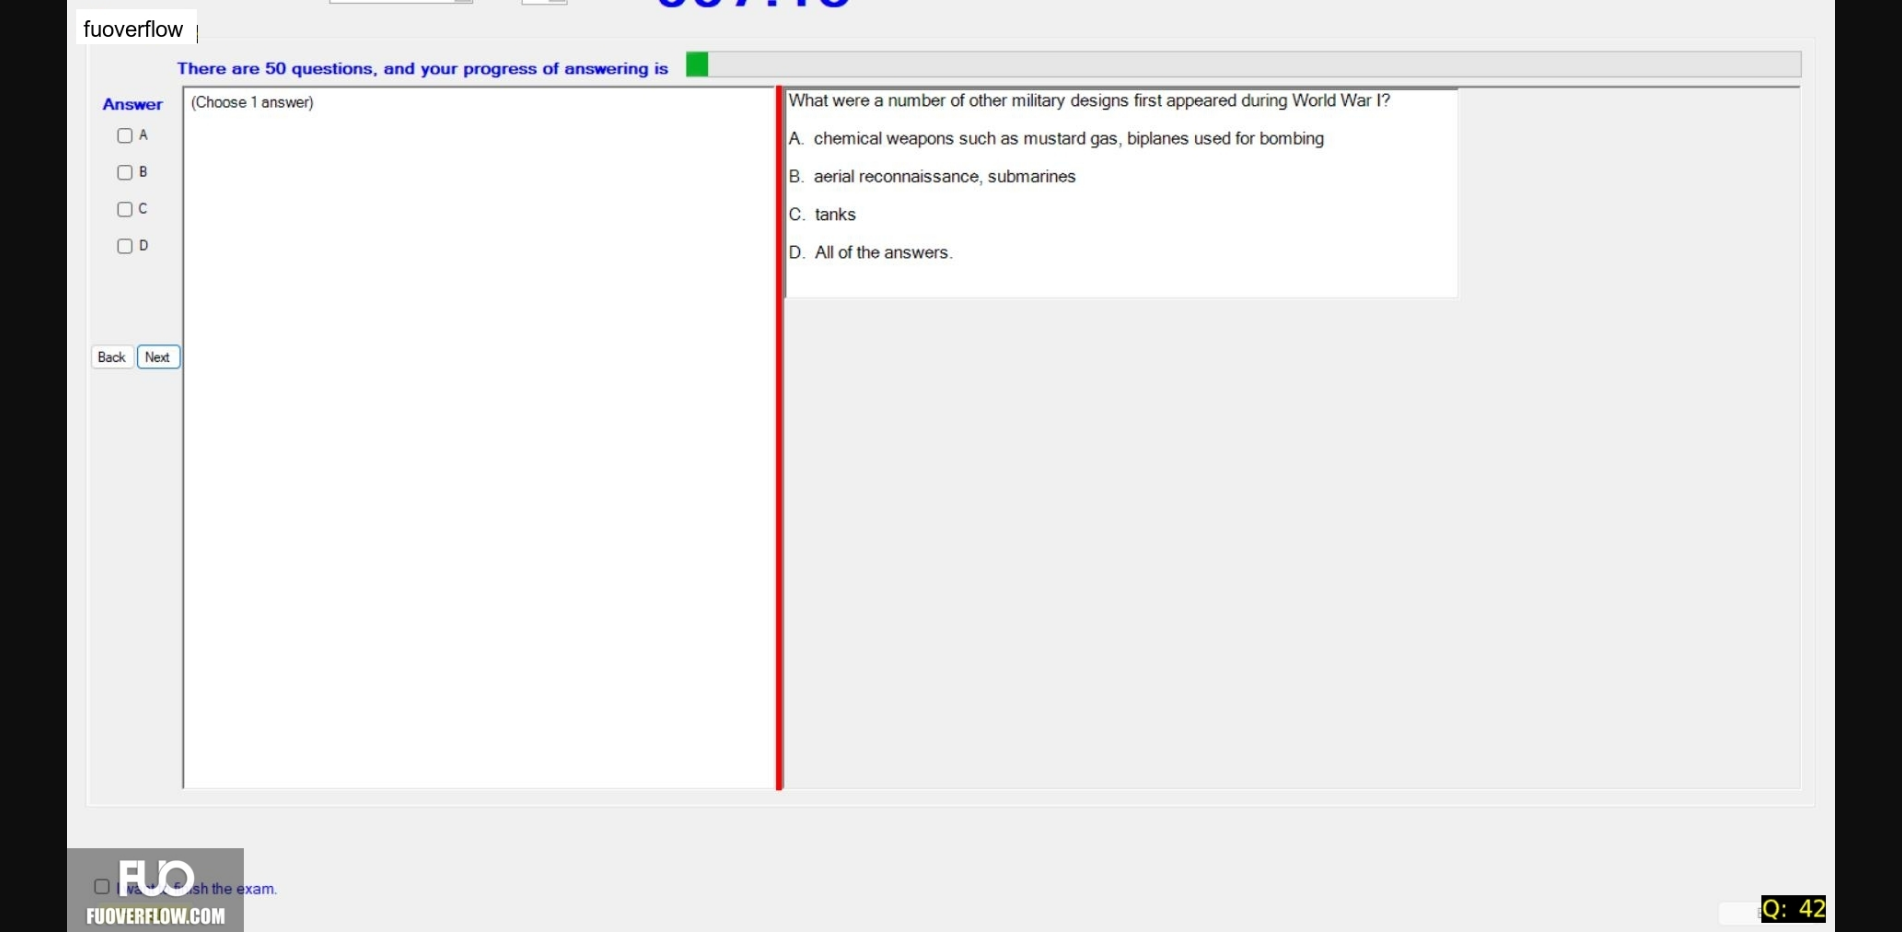 fuoverflow
There are 50 questions, and your progress of answering is
Answer
(Choose 1 answer)
A
B
C
D
Back Next
What were a number of other military designs first appeared during World War I?
A. chemical weapons such as mustard gas, biplanes used for bombing
B. aerial reconnaissance, submarines
C. tanks
D. All of the answers.
FUO
the exam.
FUOVERFLOW.COM
Q: 42